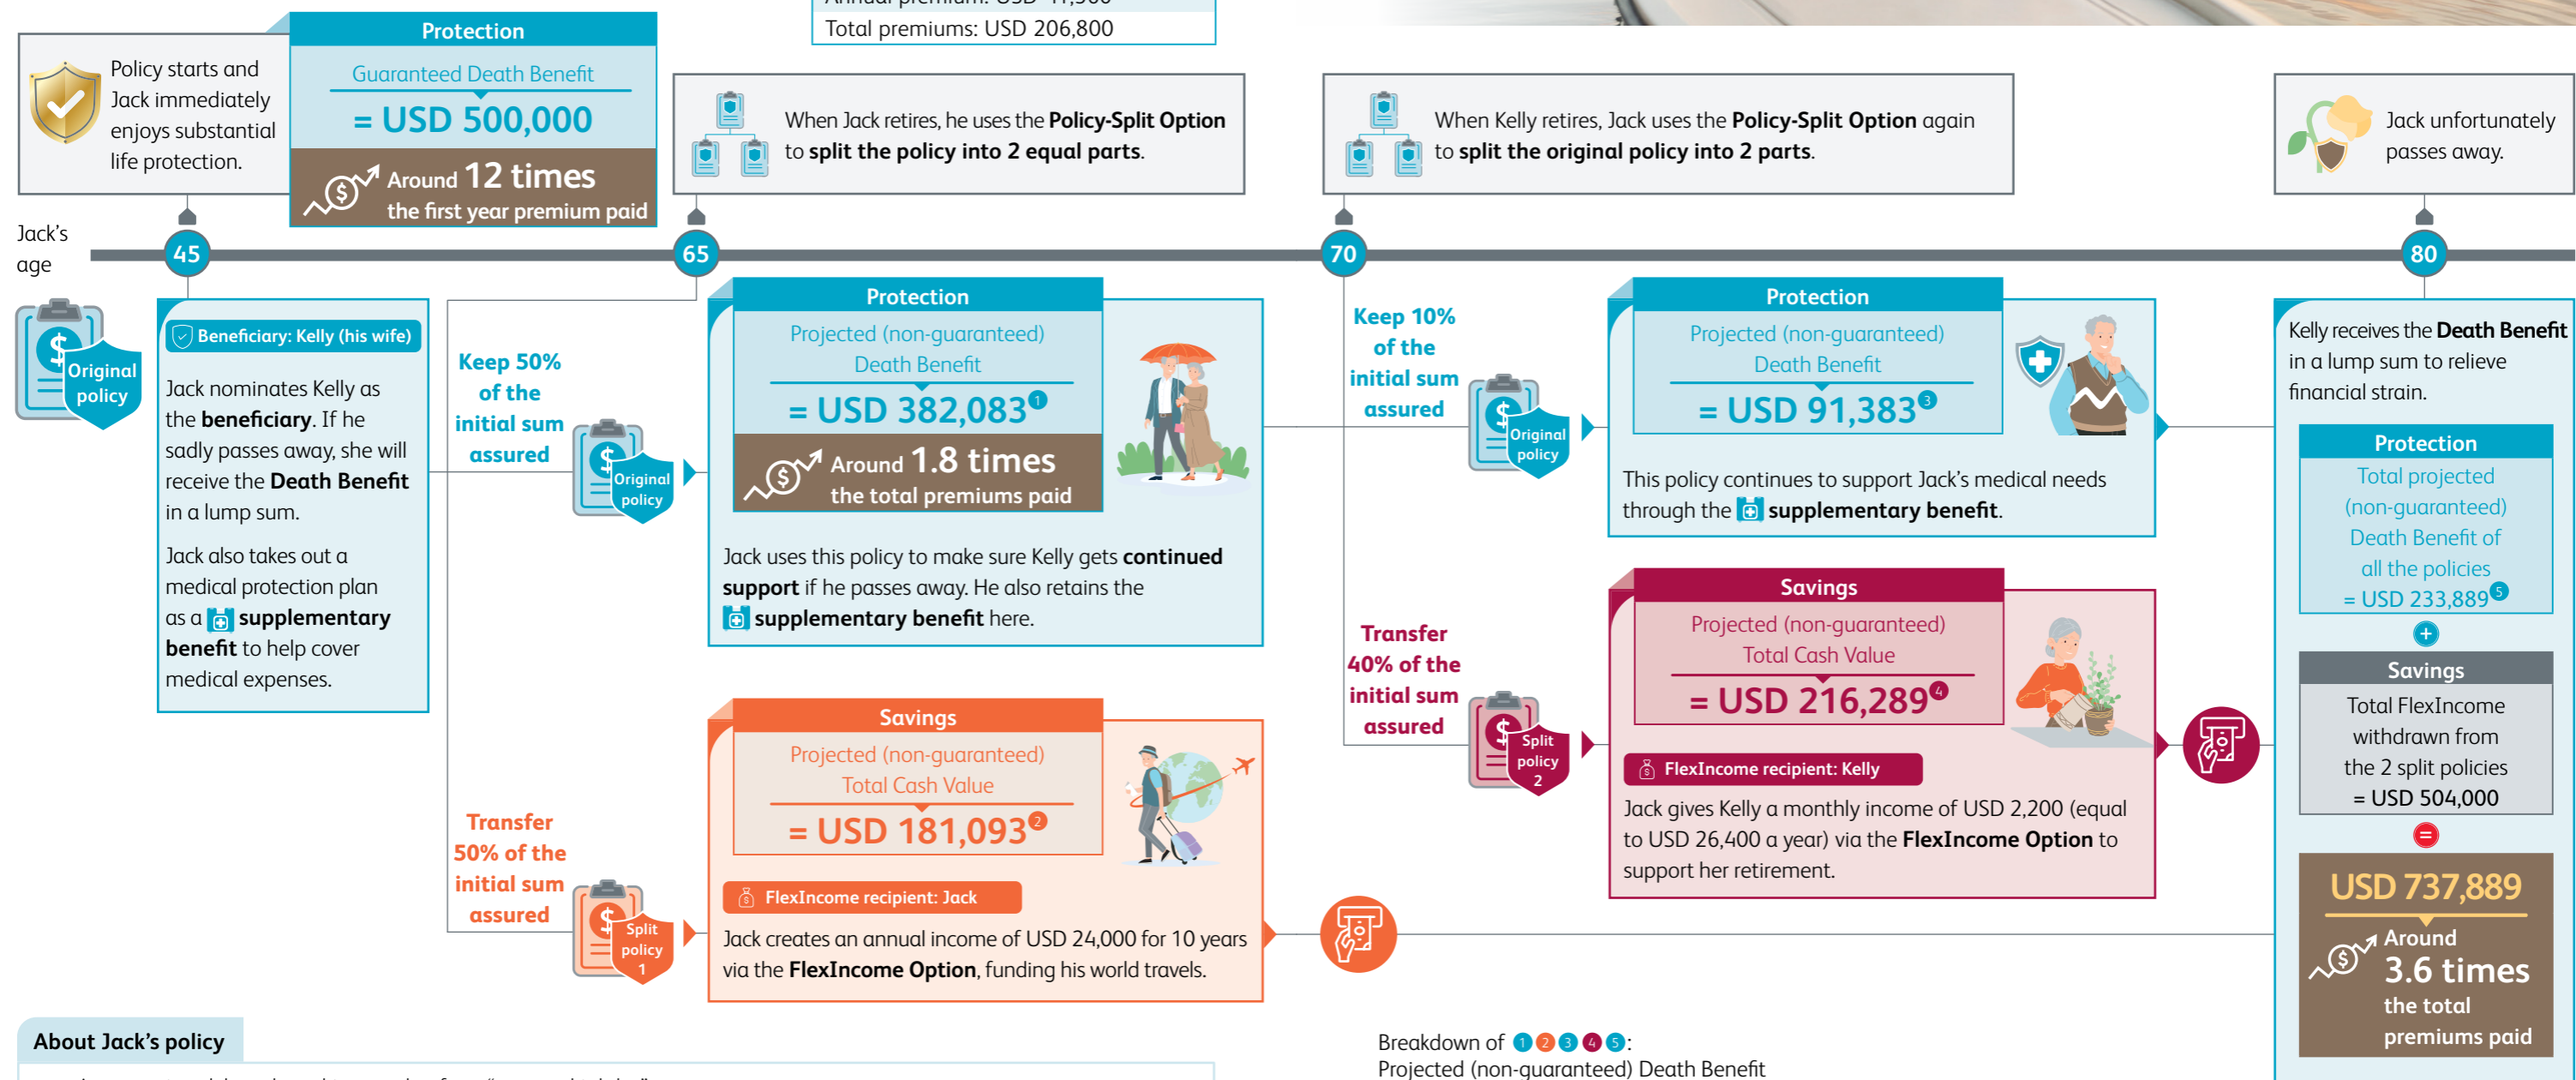 Total premiums: USD 206,800
Policy starts and
Jack immediately
enjoys substantial
life protection.
Protection
Guaranteed Death Benefit
= USD 500,000
Around 12 times
the first year premium paid
When Jack retires, he uses the Policy-Split Option
to split the policy into 2 equal parts.
When Kelly retires, Jack uses the Policy-Split Option again
to split the original policy into 2 parts.
Jack unfortunately
passes away.
Jack's
age
45
65
70
80
Original
policy
Beneficiary: Kelly (his wife)
Jack nominates Kelly as
the beneficiary. If he
sadly passes away, she will
receive the Death Benefit
in a lump sum.
Jack also takes out a
medical protection plan
as a supplementary
benefit to help cover
medical expenses.
Keep 50%
of the
initial sum
assured
Original
policy
Protection
Projected (non-guaranteed)
Death Benefit
= USD 382,083 1
Around 1.8 times
the total premiums paid
Jack uses this policy to make sure Kelly gets continued
support if he passes away. He also retains the
supplementary benefit here.
Transfer
50% of the
initial sum
assured
Split
policy
1
Savings
Projected (non-guaranteed)
Total Cash Value
= USD 181,093 2
FlexIncome recipient: Jack
Jack creates an annual income of USD 24,000 for 10 years
via the FlexIncome Option, funding his world travels.
Keep 10%
of the
initial sum
assured
Original
policy
Protection
Projected (non-guaranteed)
Death Benefit
= USD 91,383 3
This policy continues to support Jack's medical needs
through the supplementary benefit.
Transfer
40% of the
initial sum
assured
Split
policy
2
Savings
Projected (non-guaranteed)
Total Cash Value
= USD 216,289 4
FlexIncome recipient: Kelly
Jack gives Kelly a monthly income of USD 2,200 (equal
to USD 26,400 a year) via the FlexIncome Option to
support her retirement.
Kelly receives the Death Benefit
in a lump sum to relieve
financial strain.
Protection
Total projected
(non-guaranteed)
Death Benefit of
all the policies
= USD 233,889 5
+
Savings
Total FlexIncome
withdrawn from
the 2 split policies
= USD 504,000
=
USD 737,889
Around
3.6 times
the total
premiums paid
About Jack's policy
Breakdown of 1 2 3 4 5:
Projected (non-guaranteed) Death Benefit